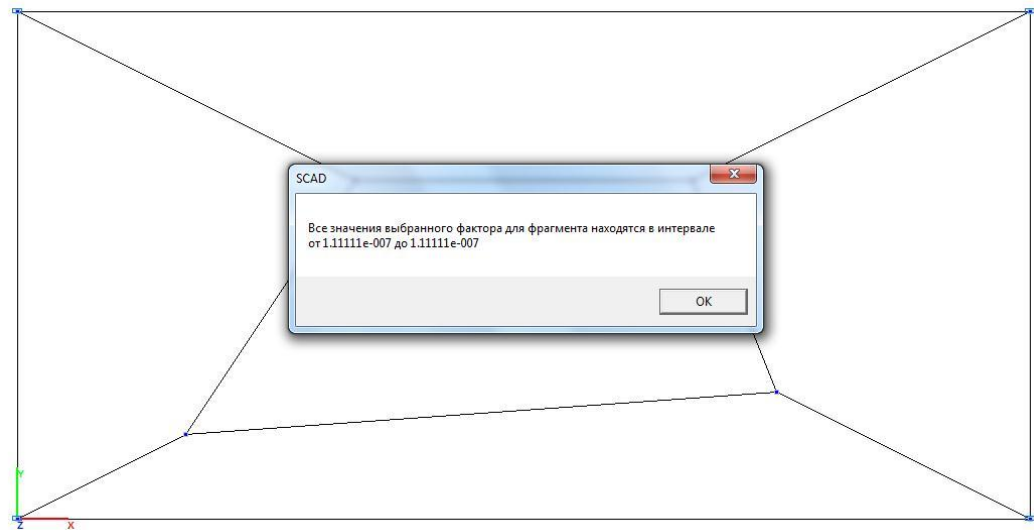 SCAD
Все значения выбранного фактора для фрагмента находятся в интервале
от 1.11111e-007 до 1.11111e-007
OK
Y
Z X